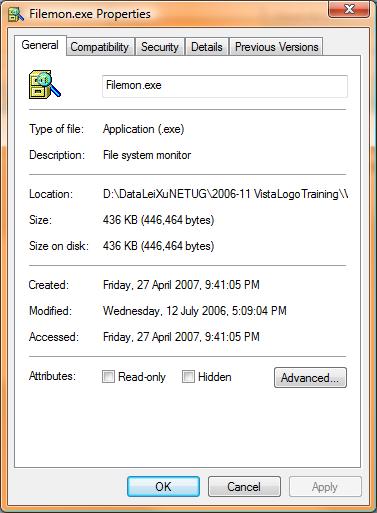 Filemon.exe Properties
General Compatibility Security Details Previous Versions
Filemon.exe
Type of file: Application (.exe)
Description: File system monitor
Location: D:\DataLeiXuNETUG\2006-11 VistaLogoTraining\
Size: 436 KB (446,464 bytes)
Size on disk: 436 KB (446,464 bytes)
Created: Friday, 27 April 2007, 9:41:05 PM
Modified: Wednesday, 12 July 2006, 5:09:04 PM
Accessed: Friday, 27 April 2007, 9:41:05 PM
Attributes: Read-only Hidden Advanced...
OK Cancel Apply